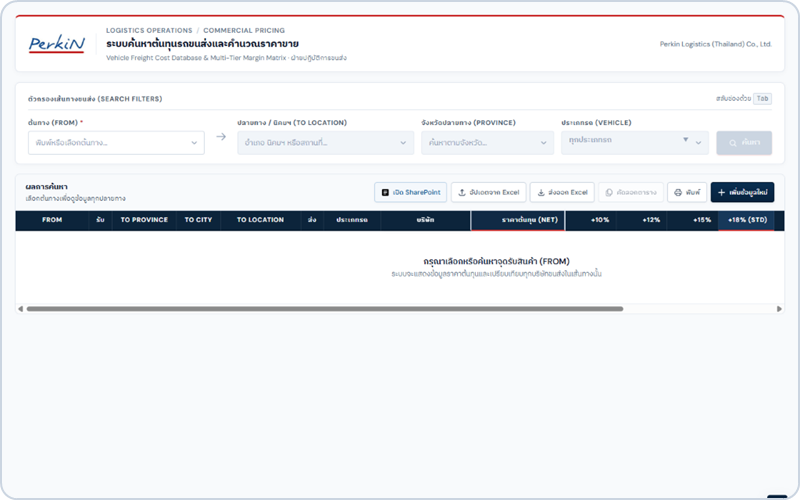 PerkiN
LOGISTICS OPERATIONS / COMMERCIAL PRICING
ระบบค้นหาต้นทุนรถขนส่งและคำนวณราคาขาย
Vehicle Freight Cost Database & Multi-Tier Margin Matrix · ฝ่ายปฏิบัติการขนส่ง
Perkin Logistics (Thailand) Co., Ltd.
ตัวกรองเส้นทางขนส่ง (SEARCH FILTERS)
สลับช่องด้วย Tab
ต้นทาง (FROM) *
ปลายทาง / นิคมฯ (TO LOCATION)
จังหวัดปลายทาง (PROVINCE)
ประเภทรถ (VEHICLE)
พิมพ์หรือเลือกต้นทาง...
อำเภอ นิคมฯ หรือสถานที่...
ค้นหาตามจังหวัด...
ทุกประเภทรถ
ค้นหา
ผลการค้นหา
เลือกต้นทางเพื่อดูข้อมูลทุกปลายทาง
เปิด SharePoint
อัปเดตจาก Excel
ส่งออก Excel
คัดลอกตาราง
พิมพ์
+ เพิ่มข้อมูลใหม่
FROM รับ TO PROVINCE TO CITY TO LOCATION ส่ง ประเภทรถ บริษัท ราคาต้นทุน (NET) +10% +12% +15% +18% (STD)
กรุณาเลือกหรือค้นหาจุดรับสินค้า (FROM)
ระบบจะแสดงข้อมูลราคาต้นทุนและเปรียบเทียบทุกบริษัทขนส่งในเส้นทางนั้น